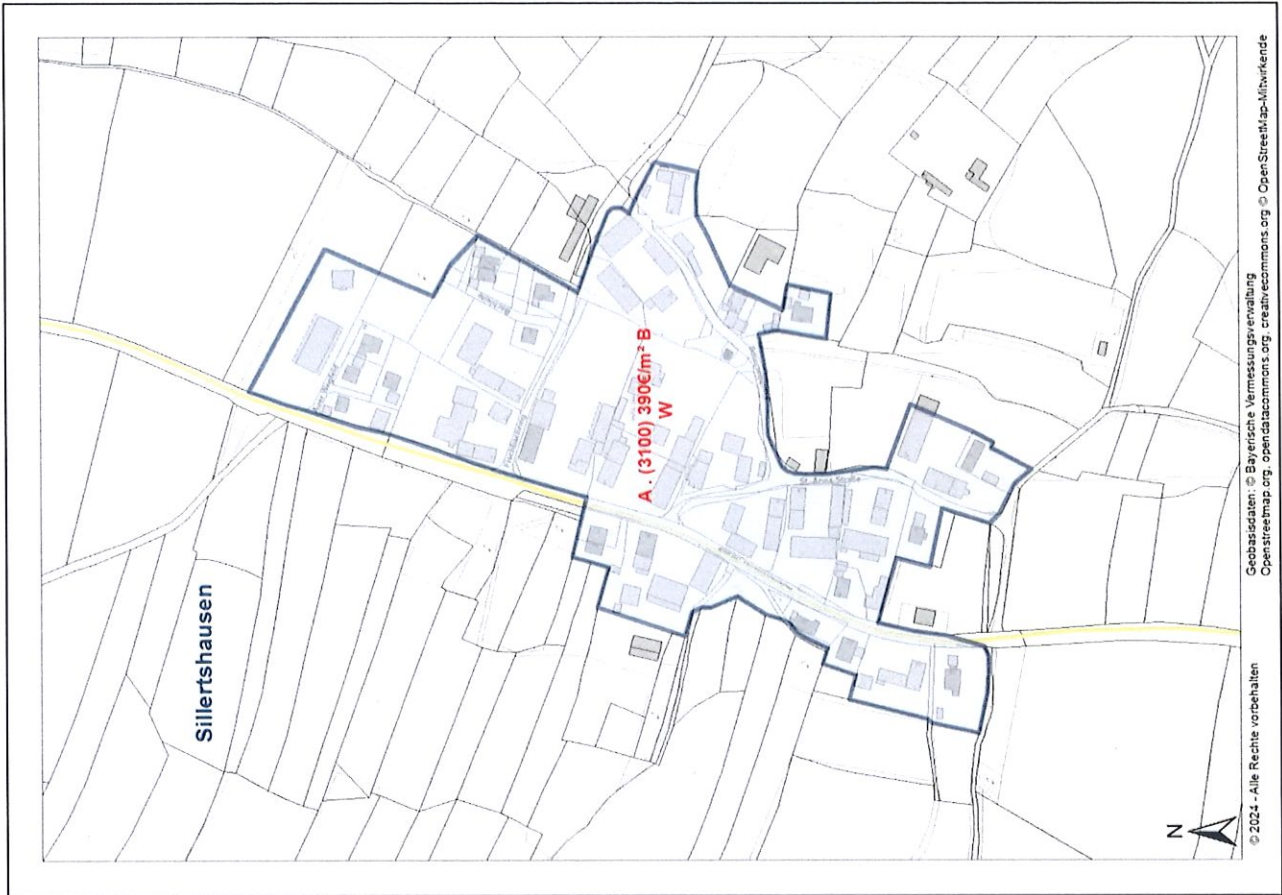 Sillertshausen
A . (3100) 390€/m² B
W
N
St. Anna Straße
© 2024 - Alle Rechte vorbehalten
Geobasisdaten: © Bayerische Vermessungsverwaltung
Openstreetmap.org, opendatacommons.org, creativecommons.org © OpenStreetMap-Mitwirkende